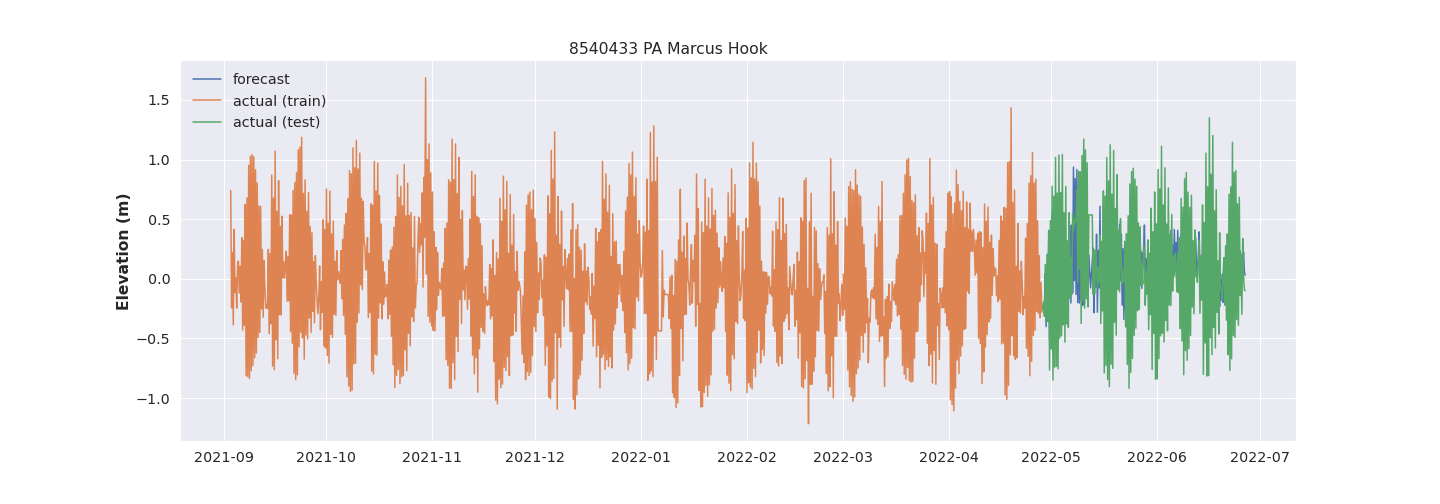 8540433 PA Marcus Hook
forecast
actual (train)
actual (test)
Elevation (m)
1.5
1.0
0.5
0.0
−0.5
−1.0
2021-09 2021-10 2021-11 2021-12 2022-01 2022-02 2022-03 2022-04 2022-05 2022-06 2022-07